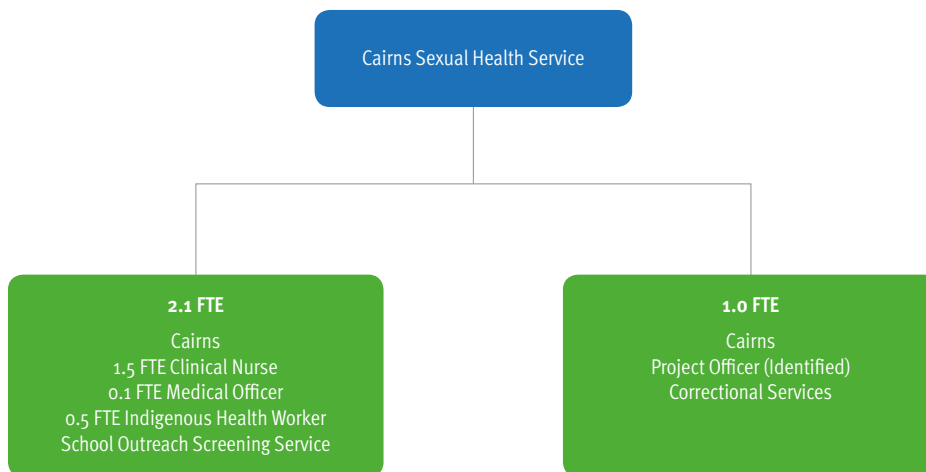 Cairns Sexual Health Service
2.1 FTE
Cairns
1.5 FTE Clinical Nurse
0.1 FTE Medical Officer
0.5 FTE Indigenous Health Worker
School Outreach Screening Service
1.0 FTE
Cairns
Project Officer (Identified)
Correctional Services